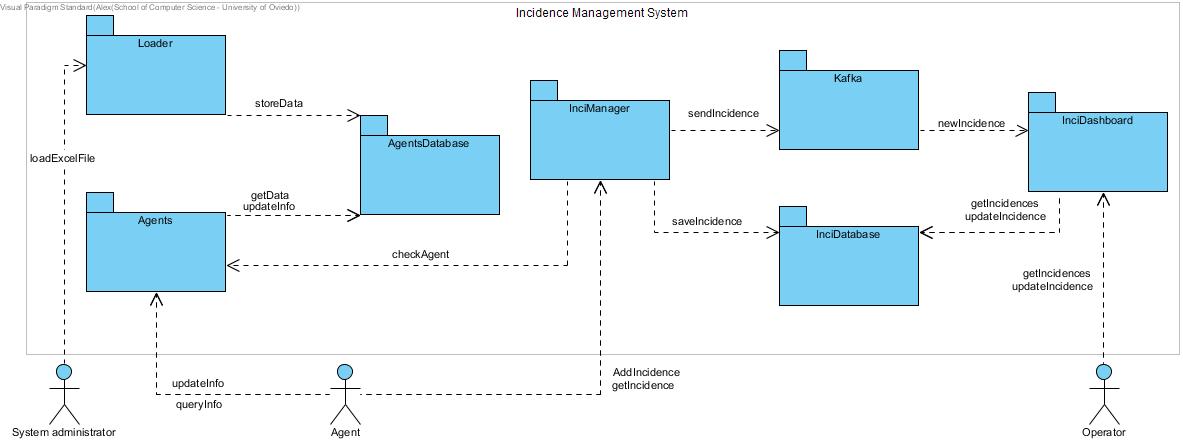 Visual Paradigm Standard(Alex(School of Computer Science - University of Oviedo))
Incidence Management System
Loader
storeData
AgentsDatabase
loadExcelFile
getData
updateInfo
Agents
InciManager
sendIncidence
Kafka
newIncidence
InciDashboard
saveIncidence
InciDatabase
getIncidences
updateIncidence
checkAgent
getIncidences
updateIncidence
updateInfo
queryInfo
AddIncidence
getIncidence
System administrator
Agent
Operator